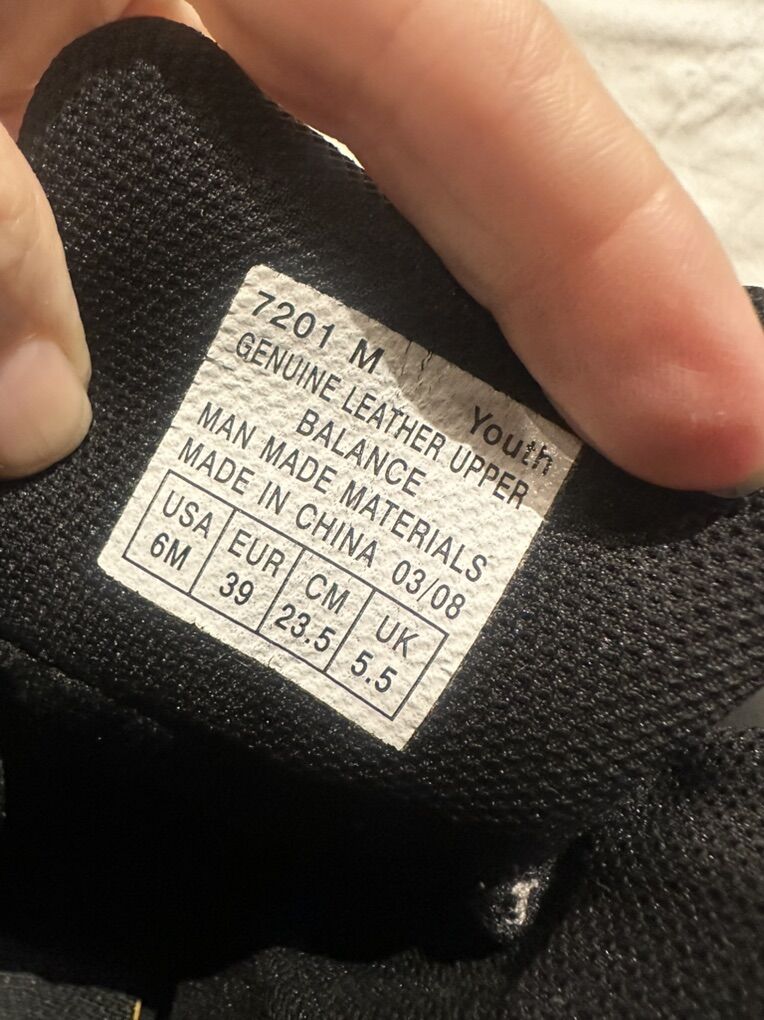 7201 M Youth
GENUINE LEATHER UPPER
BALANCE
MAN MADE MATERIALS
MADE IN CHINA 03/08
USA EUR CM UK
6M 39 23.5 5.5